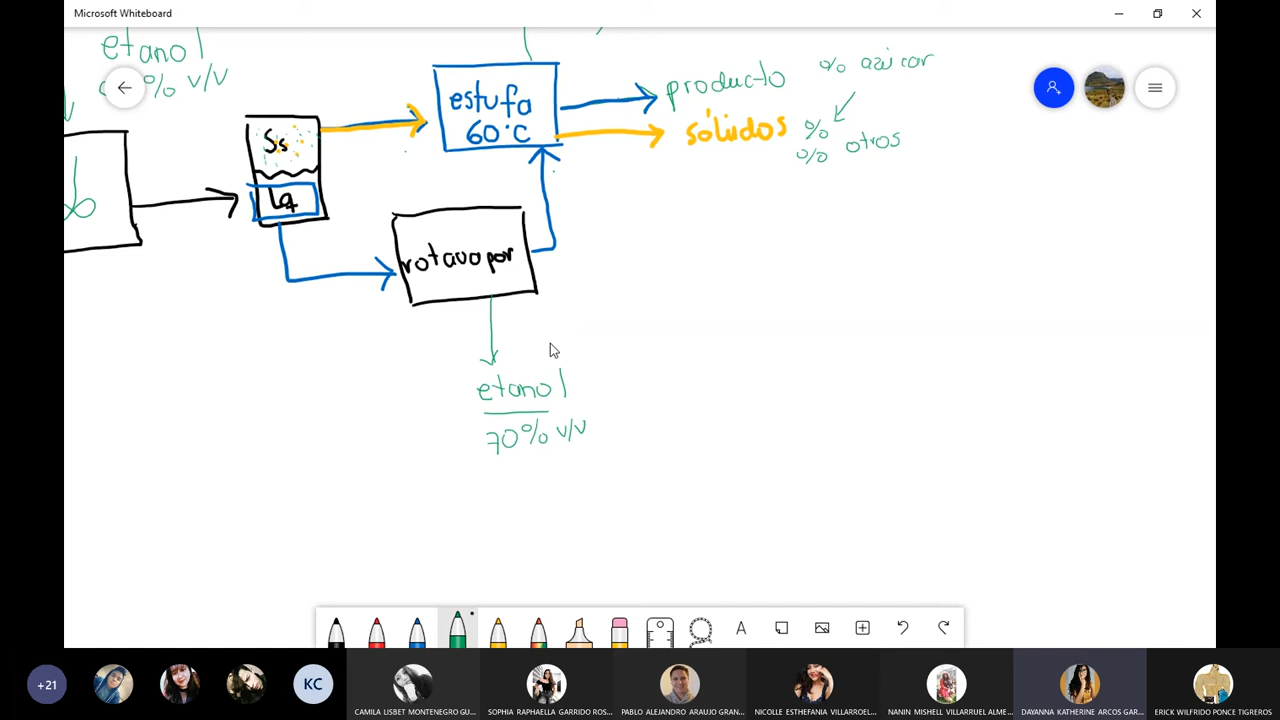 Microsoft Whiteboard
etanol
% v/v
estufa
60°C
producto
% azúcar
sólidos
%
% otros
Ss
Lq
rotavapor
etanol
70% v/v
A
+21
KC
CAMILA LISBET MONTENEGRO GU...
SOPHIA RAPHAELLA GARRIDO ROS...
PABLO ALEJANDRO ARAUJO GRAN...
NICOLLE ESTHEFANIA VILLARROEL...
NANIN MISHELL VILLARRUEL ALME...
DAYANNA KATHERINE ARCOS GAR...
ERICK WILFRIDO PONCE TIGREROS